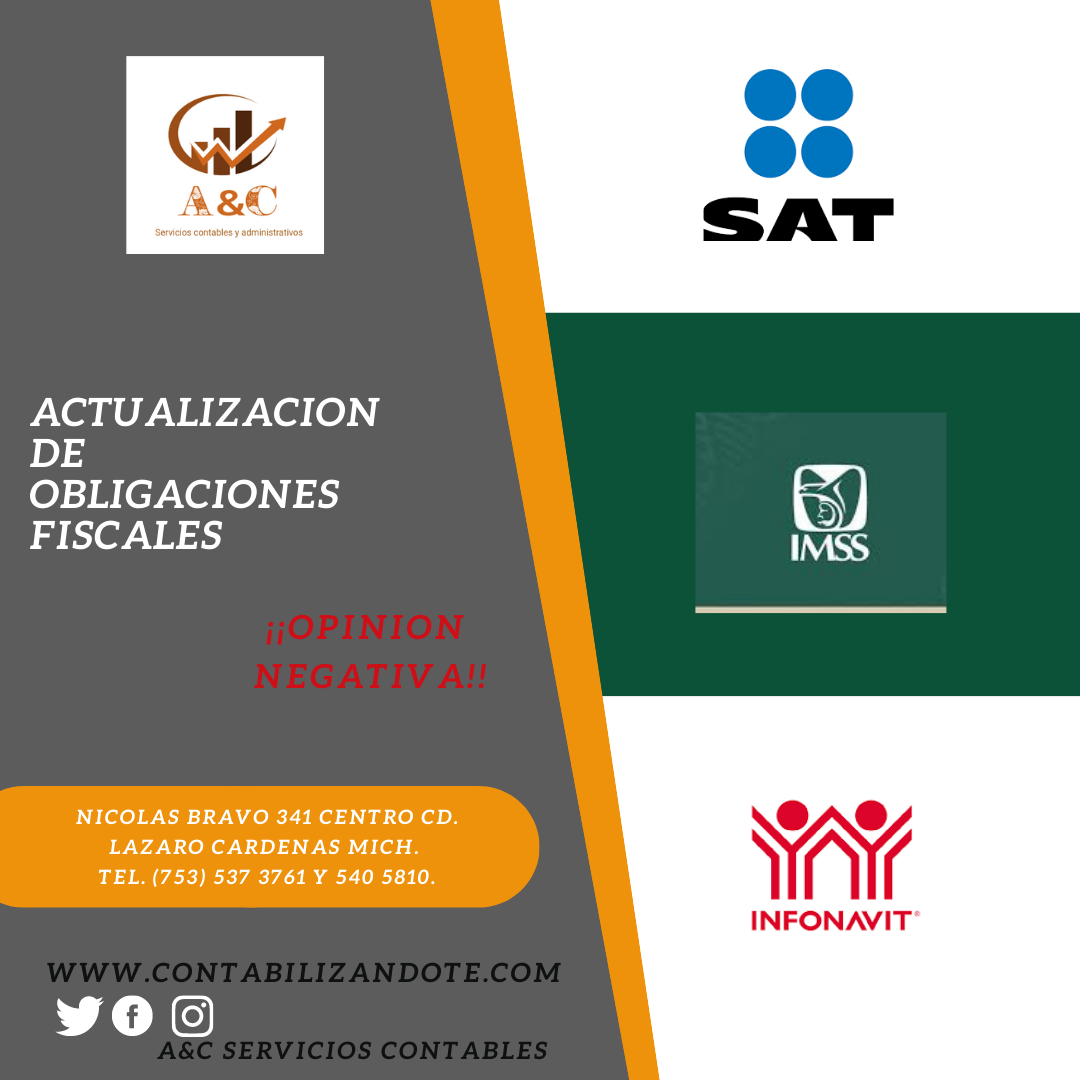 A&C
Servicios contables y administrativos
ACTUALIZACION
DE
OBLIGACIONES
FISCALES
¡¡OPINION
NEGATIVA!!
NICOLAS BRAVO 341 CENTRO CD.
LAZARO CARDENAS MICH.
TEL. (753) 537 3761 Y 540 5810.
WWW.CONTABILIZANDOTE.COM
A&C SERVICIOS CONTABLES
SAT
IMSS
INFONAVIT®